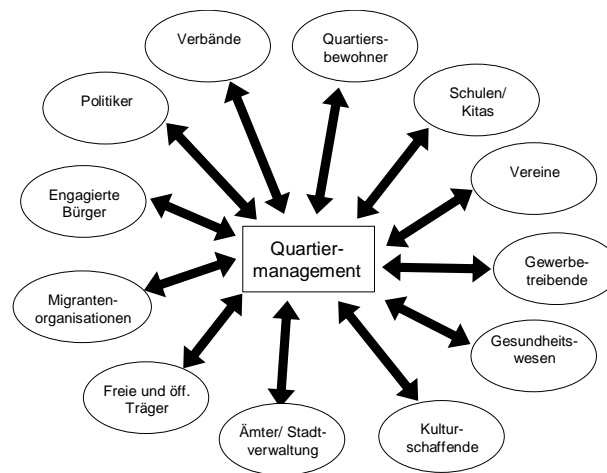 Verbände
Quartiers-
bewohner
Politiker
Schulen/
Kitas
Engagierte
Bürger
Vereine
Quartier-
management
Gewerbe-
treibende
Migranten-
organisationen
Gesundheits-
wesen
Freie und öff.
Träger
Ämter/ Stadt-
verwaltung
Kultur-
schaffende